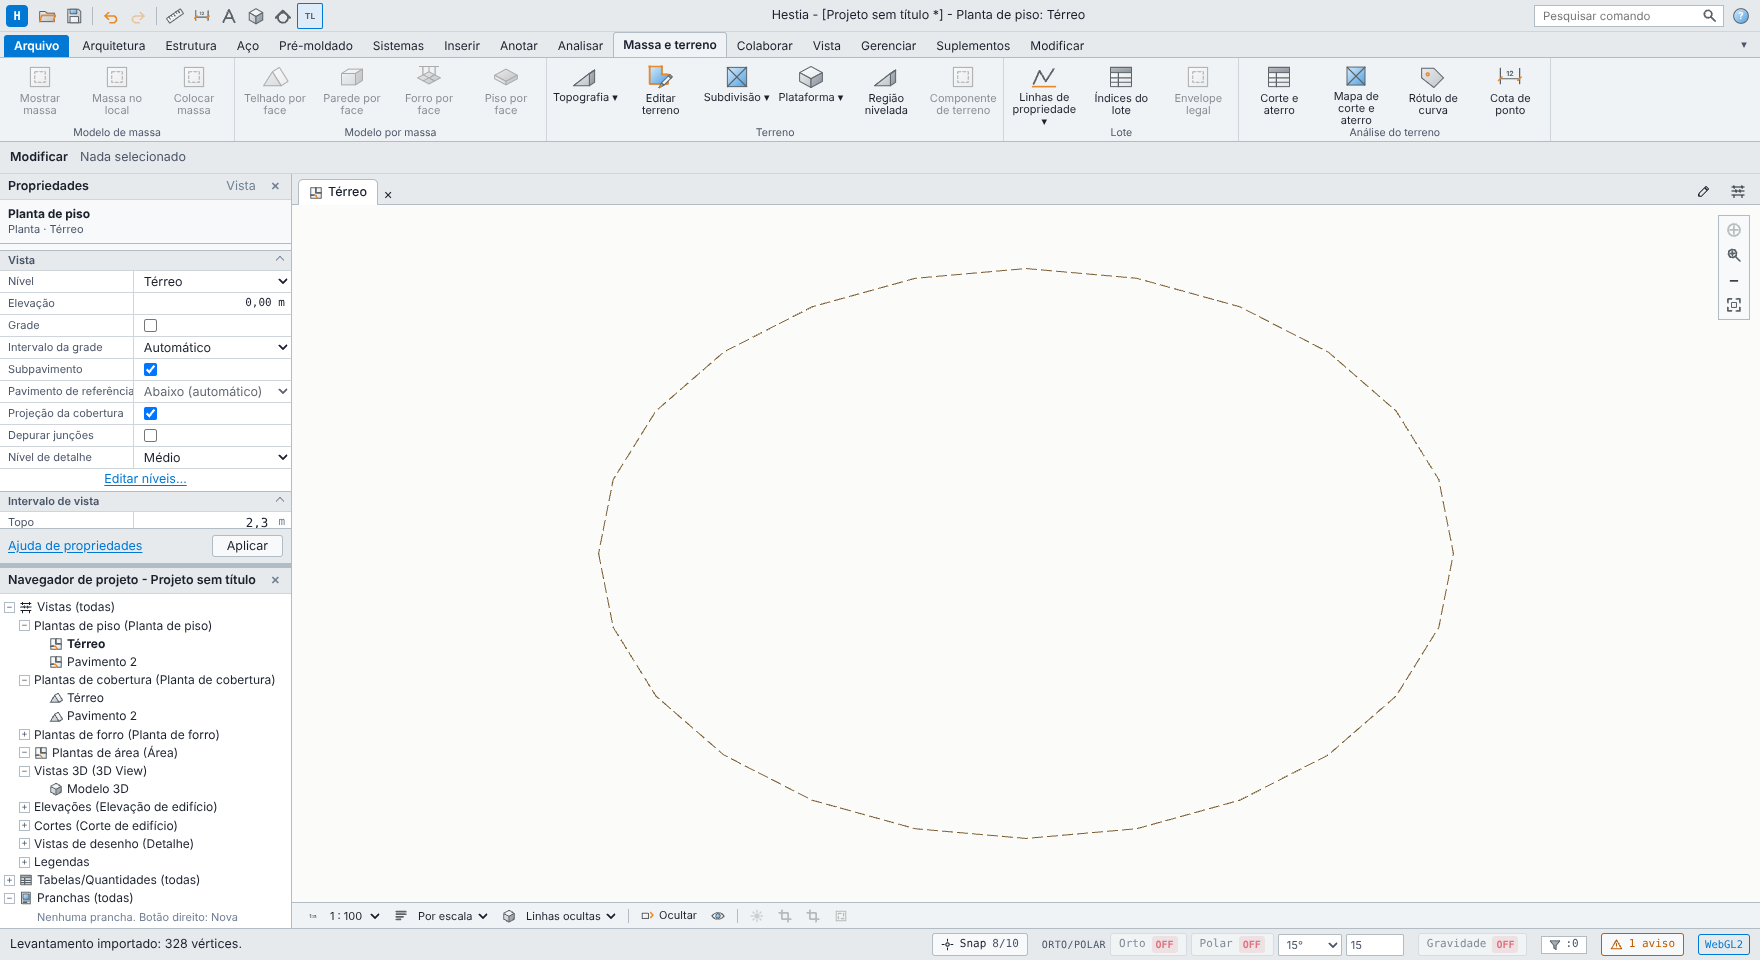 H
12
TL
Hestia - [Projeto sem título *] - Planta de piso: Térreo
Pesquisar comando
?
Arquivo Arquitetura Estrutura Aço Pré-moldado Sistemas Inserir Anotar Analisar Massa e terreno Colaborar Vista Gerenciar Suplementos Modificar ▾
Mostrar massa
Massa no local
Colocar massa
Modelo de massa
Telhado por face
Parede por face
Forro por face
Piso por face
Modelo por massa
Topografia ▾
Editar terreno
Subdivisão ▾
Plataforma ▾
Região nivelada
Componente de terreno
Terreno
Linhas de propriedade ▾
Índices do lote
Envelope legal
Lote
Corte e aterro
Mapa de corte e aterro
Rótulo de curva
12
Cota de ponto
Análise do terreno
Modificar Nada selecionado
Propriedades Vista ×
Planta de piso
Planta · Térreo
Vista
Nível Térreo
Elevação 0,00 m
Grade
Intervalo da grade Automático
Subpavimento
Pavimento de referência Abaixo (automático)
Projeção da cobertura
Depurar junções
Nível de detalhe Médio
Editar níveis...
Intervalo de vista
Topo 2,3 m
Ajuda de propriedades Aplicar
Navegador de projeto - Projeto sem título ×
Vistas (todas)
Plantas de piso (Planta de piso)
Térreo
Pavimento 2
Plantas de cobertura (Planta de cobertura)
Térreo
Pavimento 2
Plantas de forro (Planta de forro)
Plantas de área (Área)
Vistas 3D (3D View)
Modelo 3D
Elevações (Elevação de edifício)
Cortes (Corte de edifício)
Vistas de desenho (Detalhe)
Legendas
Tabelas/Quantidades (todas)
Pranchas (todas)
Nenhuma prancha. Botão direito: Nova
Térreo ×
1 : 100 Por escala Linhas ocultas Ocultar
Levantamento importado: 328 vértices.
Snap 8/10 ORTO/POLAR Orto OFF Polar OFF 15° 15 Gravidade OFF :0 1 aviso WebGL2